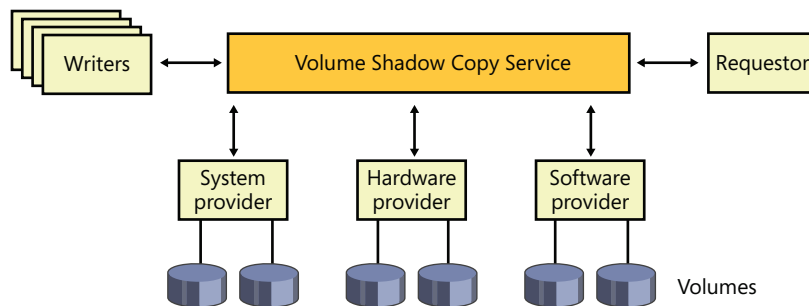 Writers
Volume Shadow Copy Service
Requestor
System
provider
Hardware
provider
Software
provider
Volumes